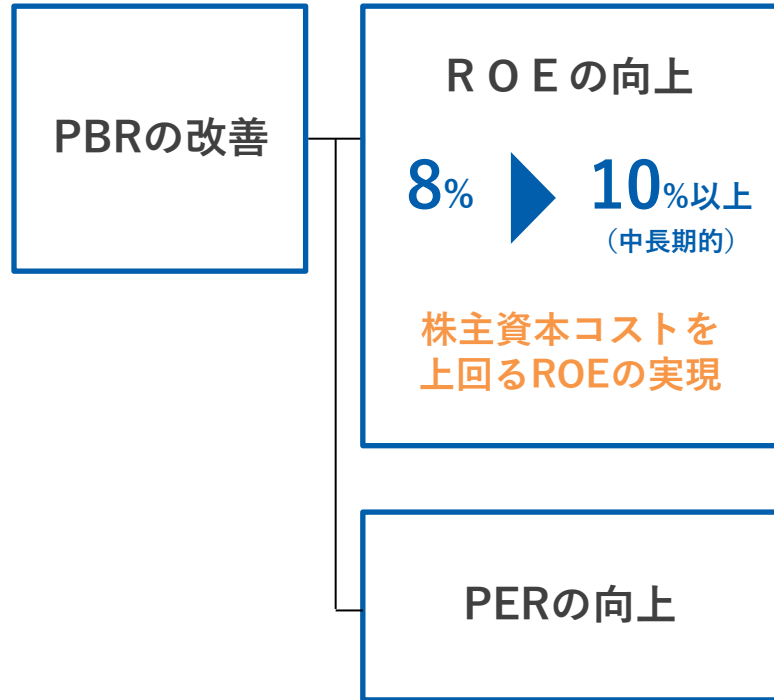 PBRの改善
ＲＯＥの向上
8% 10%以上
（中長期的）
株主資本コストを
上回るROEの実現
PERの向上